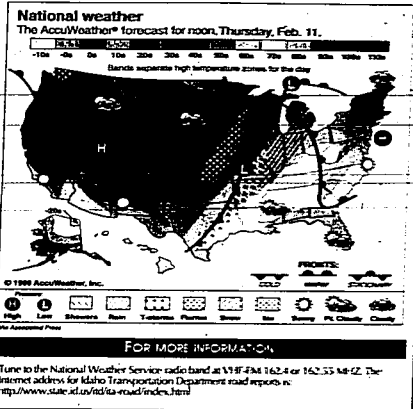 National weather
The AccuWeather® forecast for noon, Thursday, Feb. 11.
-10s -0s 0s 10s 20s 30s 40s 50s 60s 70s 80s 90s 100s 110s
Bands separate high temperature zones for the day
L
H
L
© 1999 AccuWeather, Inc.
FRONTS:
COLD WARM STATIONARY
Pressure
H L
High Low Showers Rain T-storms Flurries Snow Ice Sunny Pt. Cloudy Cloudy
Via Associated Press
FOR MORE INFORMATION
Tune to the National Weather Service radio band at VHF-FM 162.4 or 162.55 MHZ. The
Internet address for Idaho Transportation Department road reports is:
http://www.state.id.us/itd/ita-road/index.html